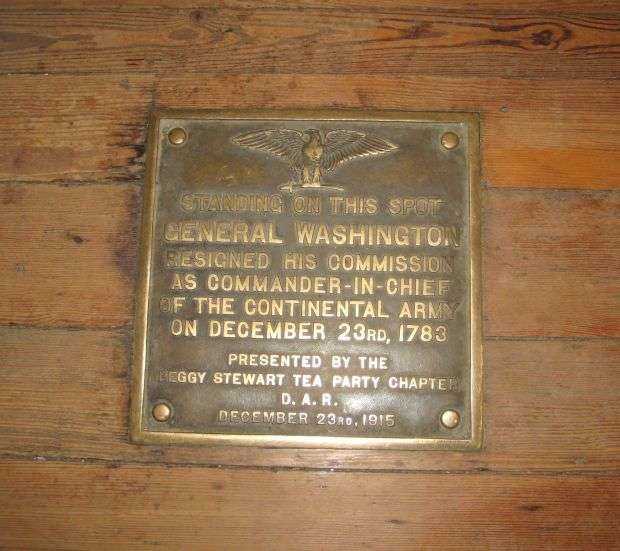 STANDING ON THIS SPOT
GENERAL WASHINGTON
RESIGNED HIS COMMISSION
AS COMMANDER-IN-CHIEF
OF THE CONTINENTAL ARMY
ON DECEMBER 23RD, 1783
PRESENTED BY THE
PEGGY STEWART TEA PARTY CHAPTER
D. A. R.
DECEMBER 23RD, 1915